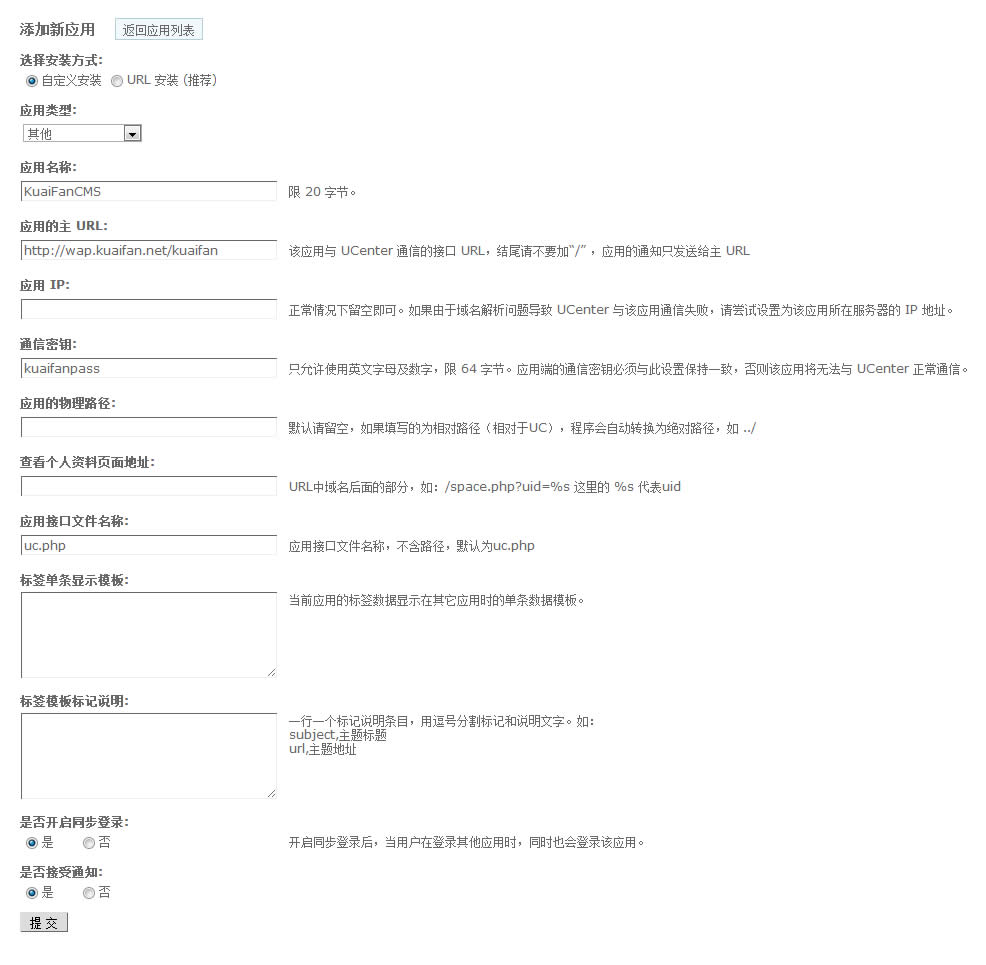 添加新应用 返回应用列表
选择安装方式:
自定义安装 URL 安装 (推荐)
应用类型:
其他
应用名称:
KuaiFanCMS 限 20 字节。
应用的主 URL:
http://wap.kuaifan.net/kuaifan 该应用与 UCenter 通信的接口 URL，结尾请不要加“/” ，应用的通知只发送给主 URL
应用 IP:
正常情况下留空即可。如果由于域名解析问题导致 UCenter 与该应用通信失败，请尝试设置为该应用所在服务器的 IP 地址。
通信密钥:
kuaifanpass 只允许使用英文字母及数字，限 64 字节。应用端的通信密钥必须与此设置保持一致，否则该应用将无法与 UCenter 正常通信。
应用的物理路径:
默认请留空，如果填写的为相对路径（相对于UC），程序会自动转换为绝对路径，如 ../
查看个人资料页面地址:
URL中域名后面的部分，如：/space.php?uid=%s 这里的 %s 代表uid
应用接口文件名称:
uc.php 应用接口文件名称，不含路径，默认为uc.php
标签单条显示模板:
当前应用的标签数据显示在其它应用时的单条数据模板。
标签模板标记说明:
一行一个标记说明条目，用逗号分割标记和说明文字。如：
subject,主题标题
url,主题地址
是否开启同步登录:
是 否 开启同步登录后，当用户在登录其他应用时，同时也会登录该应用。
是否接受通知:
是 否
提 交